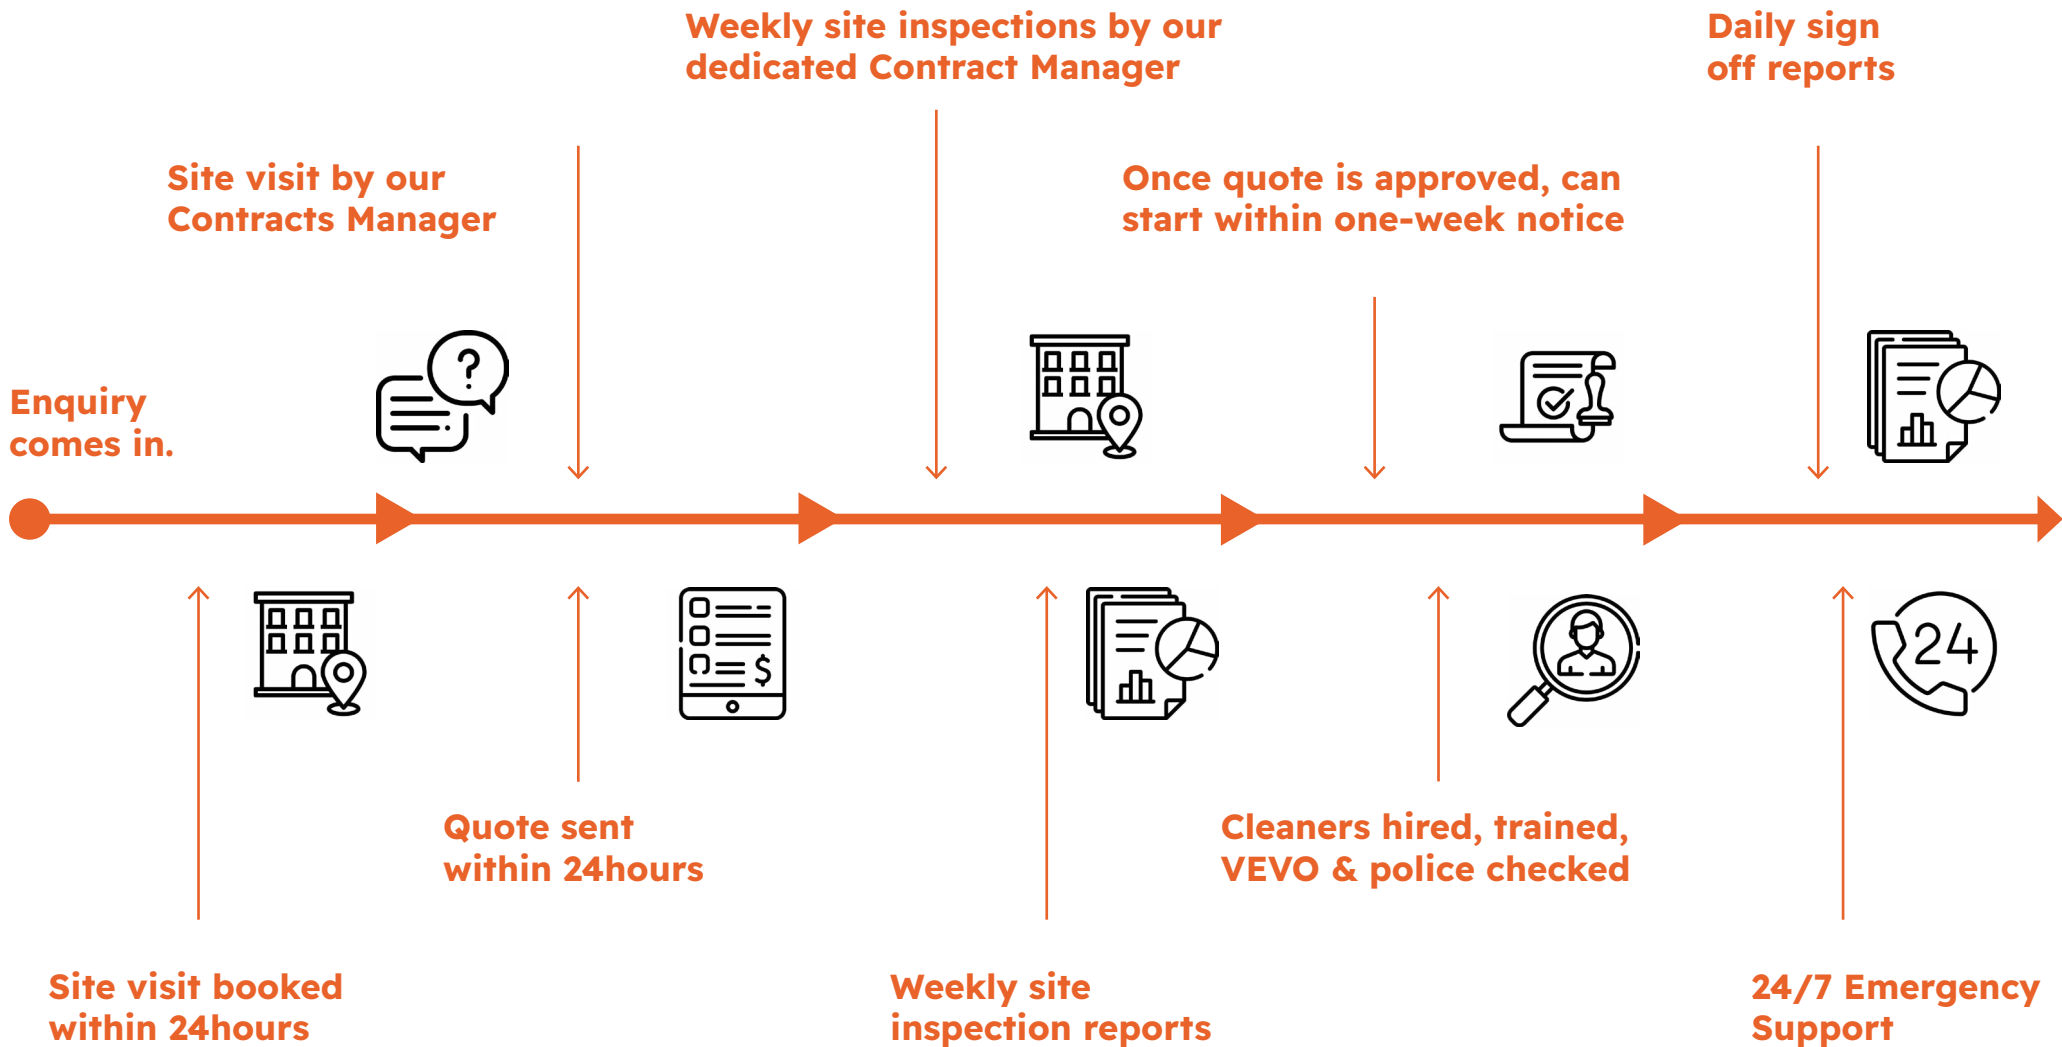 Weekly site inspections by our
dedicated Contract Manager
Daily sign
off reports
Site visit by our
Contracts Manager
Once quote is approved, can
start within one-week notice
Enquiry
comes in.
?
$
24
Quote sent
within 24hours
Cleaners hired, trained,
VEVO & police checked
Site visit booked
within 24hours
Weekly site
inspection reports
24/7 Emergency
Support